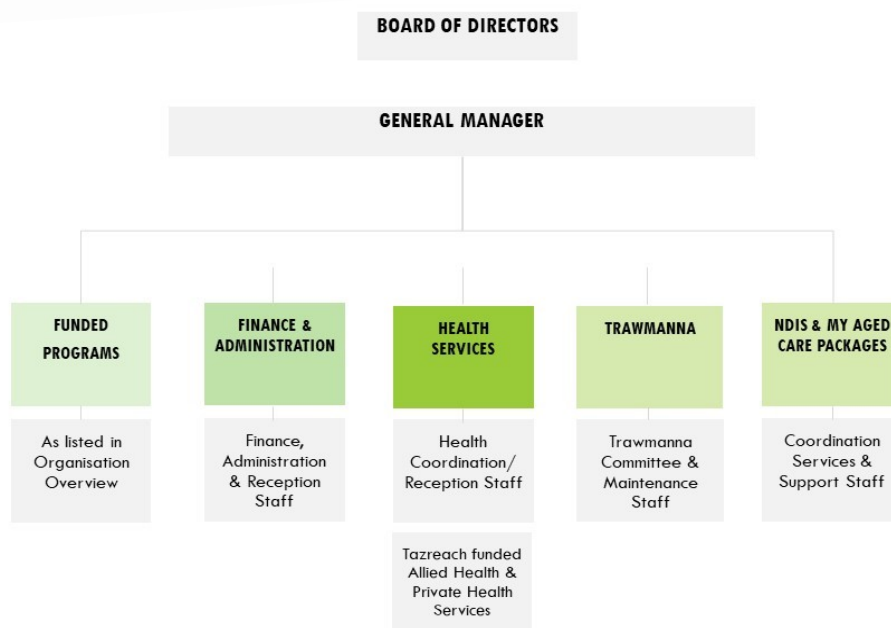 BOARD OF DIRECTORS
GENERAL MANAGER
FUNDED
PROGRAMS
As listed in
Organisation
Overview
FINANCE &
ADMINISTRATION
Finance,
Administration
& Reception
Staff
HEALTH
SERVICES
Health
Coordination/
Reception Staff
Tazreach funded
Allied Health &
Private Health
Services
TRAWMANNA
Trawmanna
Committee &
Maintenance
Staff
NDIS & MY AGED
CARE PACKAGES
Coordination
Services &
Support Staff